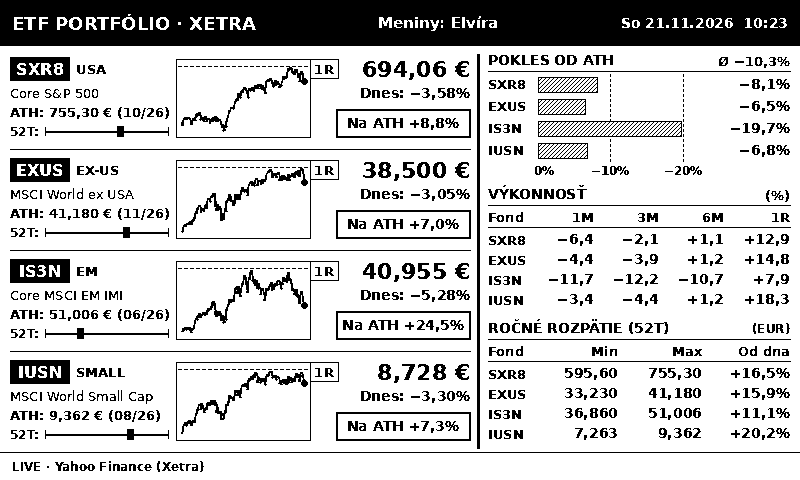 ETF PORTFÓLIO · XETRA
Meniny: Elvíra
So 21.11.2026 10:23
SXR8 USA
Core S&P 500
ATH: 755,30 € (10/26)
52T:
1R
694,06 €
Dnes: −3,58%
Na ATH +8,8%
EXUS EX-US
MSCI World ex USA
ATH: 41,180 € (11/26)
52T:
1R
38,500 €
Dnes: −3,05%
Na ATH +7,0%
IS3N EM
Core MSCI EM IMI
ATH: 51,006 € (06/26)
52T:
1R
40,955 €
Dnes: −5,28%
Na ATH +24,5%
IUSN SMALL
MSCI World Small Cap
ATH: 9,362 € (08/26)
52T:
1R
8,728 €
Dnes: −3,30%
Na ATH +7,3%
POKLES OD ATH Ø −10,3%
SXR8 −8,1%
EXUS −6,5%
IS3N −19,7%
IUSN −6,8%
0% −10% −20%
VÝKONNOSŤ (%)
Fond 1M 3M 6M 1R
SXR8 −6,4 −2,1 +1,1 +12,9
EXUS −4,4 −3,9 +1,2 +14,8
IS3N −11,7 −12,2 −10,7 +7,9
IUSN −3,4 −4,4 +1,2 +18,3
ROČNÉ ROZPÄTIE (52T) (EUR)
Fond Min Max Od dna
SXR8 595,60 755,30 +16,5%
EXUS 33,230 41,180 +15,9%
IS3N 36,860 51,006 +11,1%
IUSN 7,263 9,362 +20,2%
LIVE · Yahoo Finance (Xetra)